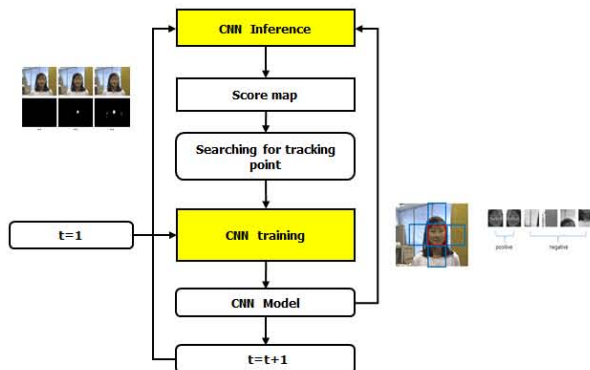 CNN Inference
Score map
Searching for tracking
point
t=1
CNN training
positive
negative
CNN Model
t=t+1